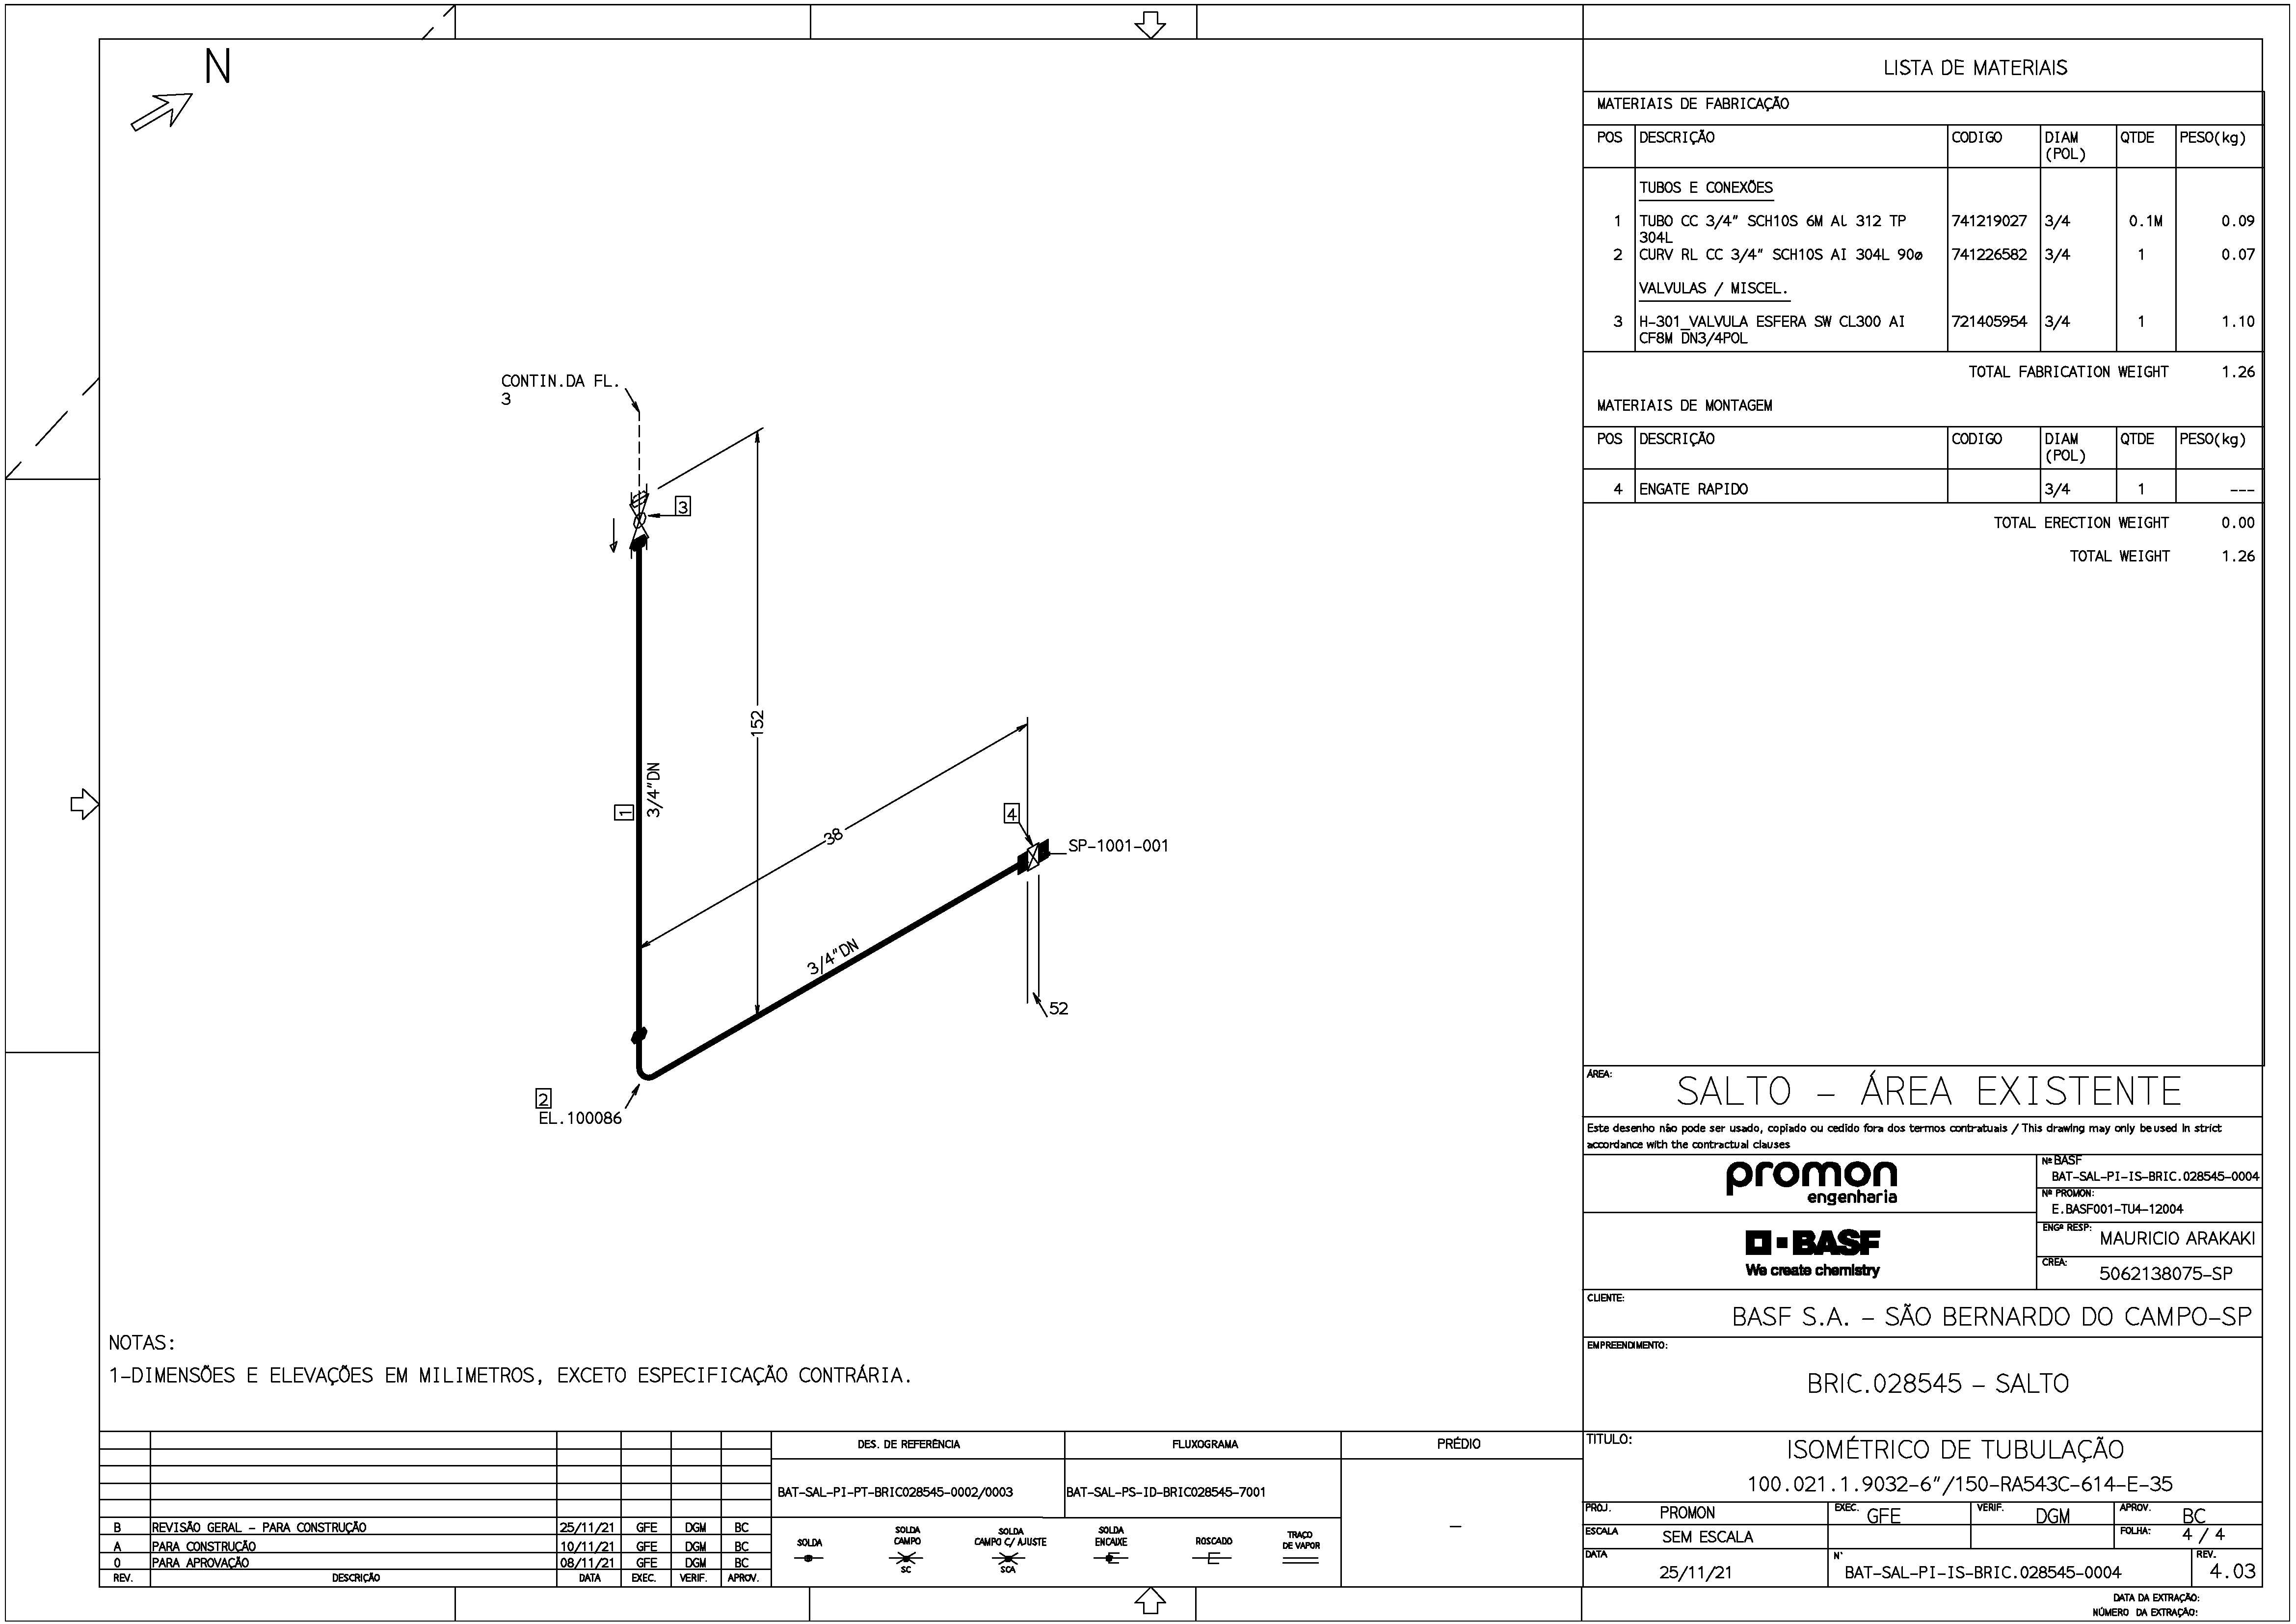 N
CONTIN.DA FL.
3
3
152
3/4"DN
1
38
4
SP-1001-001
3/4"DN
52
2
EL.100086
NOTAS:
1-DIMENSÕES E ELEVAÇÕES EM MILIMETROS, EXCETO ESPECIFICAÇÃO CONTRÁRIA.
LISTA DE MATERIAIS
MATERIAIS DE FABRICAÇÃO
POS DESCRIÇÃO CODIGO DIAM (POL) QTDE PESO(kg)
TUBOS E CONEXÕES
1 TUBO CC 3/4" SCH10S 6M AL 312 TP 741219027 3/4 0.1M 0.09
304L
2 CURV RL CC 3/4" SCH10S AI 304L 90ø 741226582 3/4 1 0.07
VALVULAS / MISCEL.
3 H-301_VALVULA ESFERA SW CL300 AI 721405954 3/4 1 1.10
CF8M DN3/4POL
TOTAL FABRICATION WEIGHT 1.26
MATERIAIS DE MONTAGEM
POS DESCRIÇÃO CODIGO DIAM (POL) QTDE PESO(kg)
4 ENGATE RAPIDO 3/4 1 ---
TOTAL ERECTION WEIGHT 0.00
TOTAL WEIGHT 1.26
ÁREA:
SALTO - ÁREA EXISTENTE
Este desenho não pode ser usado, copiado ou cedido fora dos termos contratuais / This drawing may only be used in strict
accordance with the contractual clauses
promon
engenharia
Nº BASF
BAT-SAL-PI-IS-BRIC.028545-0004
Nº PROMON:
E.BASF001-TU4-12004
BASF
We create chemistry
ENGº RESP:
MAURICIO ARAKAKI
CREA:
5062138075-SP
CLIENTE:
BASF S.A. - SÃO BERNARDO DO CAMPO-SP
EMPREENDIMENTO:
BRIC.028545 - SALTO
TITULO:
ISOMÉTRICO DE TUBULAÇÃO
100.021.1.9032-6"/150-RA543C-614-E-35
PROJ. PROMON EXEC. GFE VERIF. DGM APROV. BC
ESCALA SEM ESCALA FOLHA: 4 / 4
DATA 25/11/21 N° BAT-SAL-PI-IS-BRIC.028545-0004 REV. 4.03
DATA DA EXTRAÇÃO:
NÚMERO DA EXTRAÇÃO:
B REVISÃO GERAL - PARA CONSTRUÇÃO 25/11/21 GFE DGM BC
A PARA CONSTRUÇÃO 10/11/21 GFE DGM BC
0 PARA APROVAÇÃO 08/11/21 GFE DGM BC
REV. DESCRIÇÃO DATA EXEC. VERIF. APROV.
DES. DE REFERÊNCIA FLUXOGRAMA PRÉDIO
BAT-SAL-PI-PT-BRIC028545-0002/0003 BAT-SAL-PS-ID-BRIC028545-7001 -
SOLDA
SOLDA CAMPO
SC
SOLDA CAMPO C/ AJUSTE
SCA
SOLDA ENCAIXE
ROSCADO
TRAÇO DE VAPOR